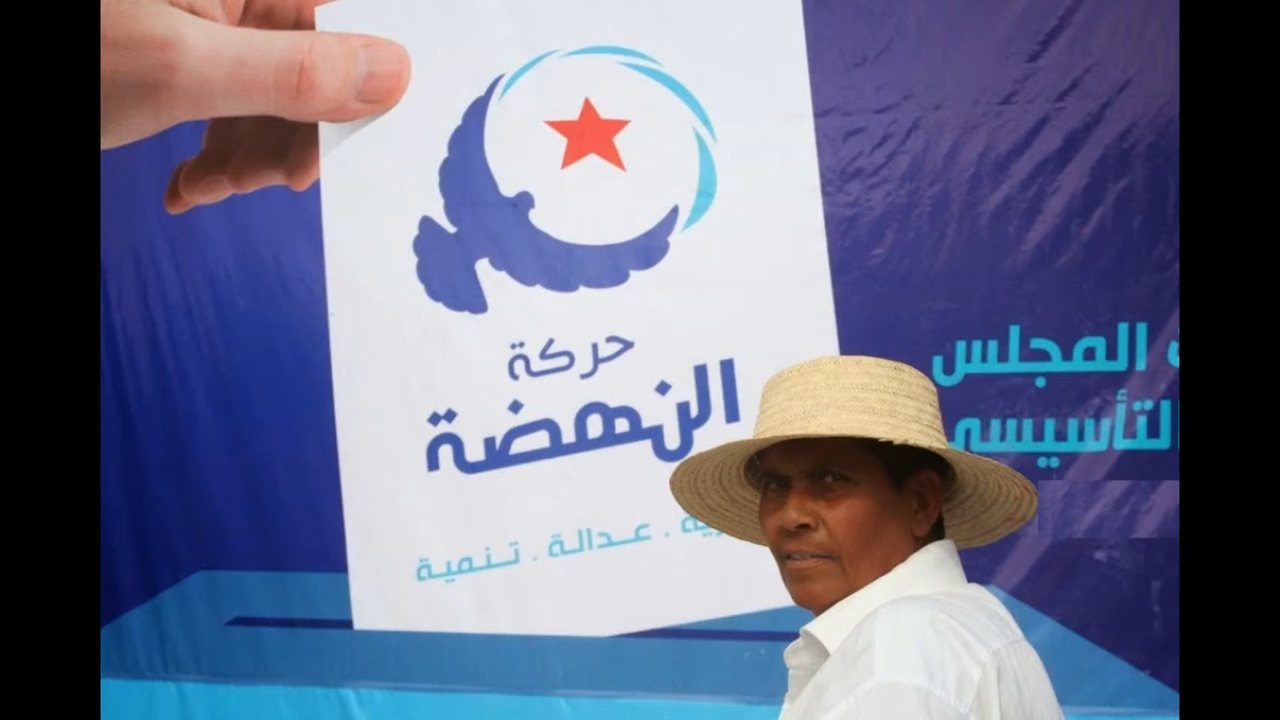 حركة
النهضة
عدالة . تنمية .
المجلس
التأسيسي